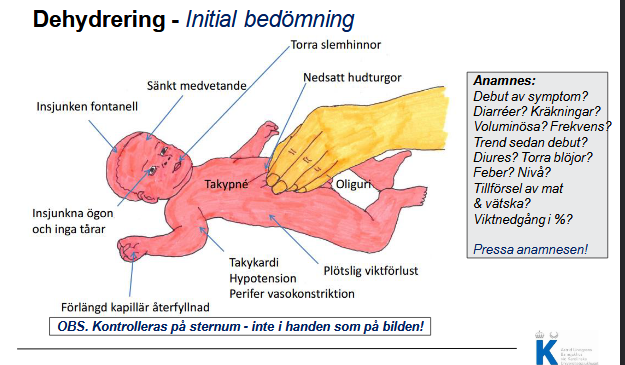 Dehydrering - Initial bedömning
Torra slemhinnor
Sänkt medvetande
Nedsatt hudturgor
Insjunken fontanell
Takypné
Oliguri
Insjunkna ögon
och inga tårar
Takykardi
Hypotension
Perifer vasokonstriktion
Plötslig viktförlust
Förlängd kapillär återfyllnad
OBS. Kontrolleras på sternum - inte i handen som på bilden!
Anamnes:
Debut av symptom?
Diarréer? Kräkningar?
Voluminösa? Frekvens?
Trend sedan debut?
Diures? Torra blöjor?
Feber? Nivå?
Tillförsel av mat
& vätska?
Viktnedgång i %?
Pressa anamnesen!
K